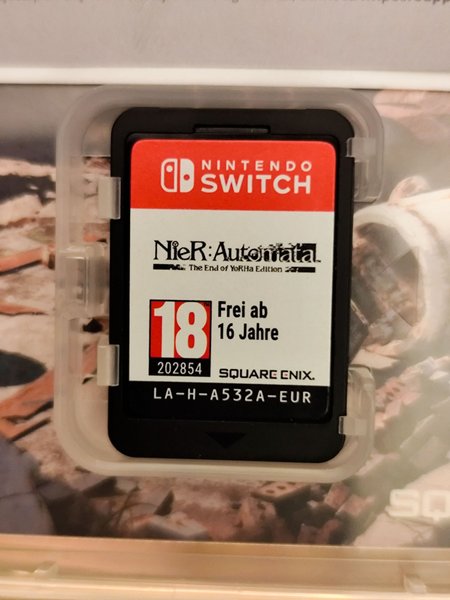 NINTENDO
SWITCH
NieR:Automata
The End of YoRHa Edition
18
202854
Frei ab
16 Jahre
SQUARE ENIX.
LA-H-A532A-EUR
SQ